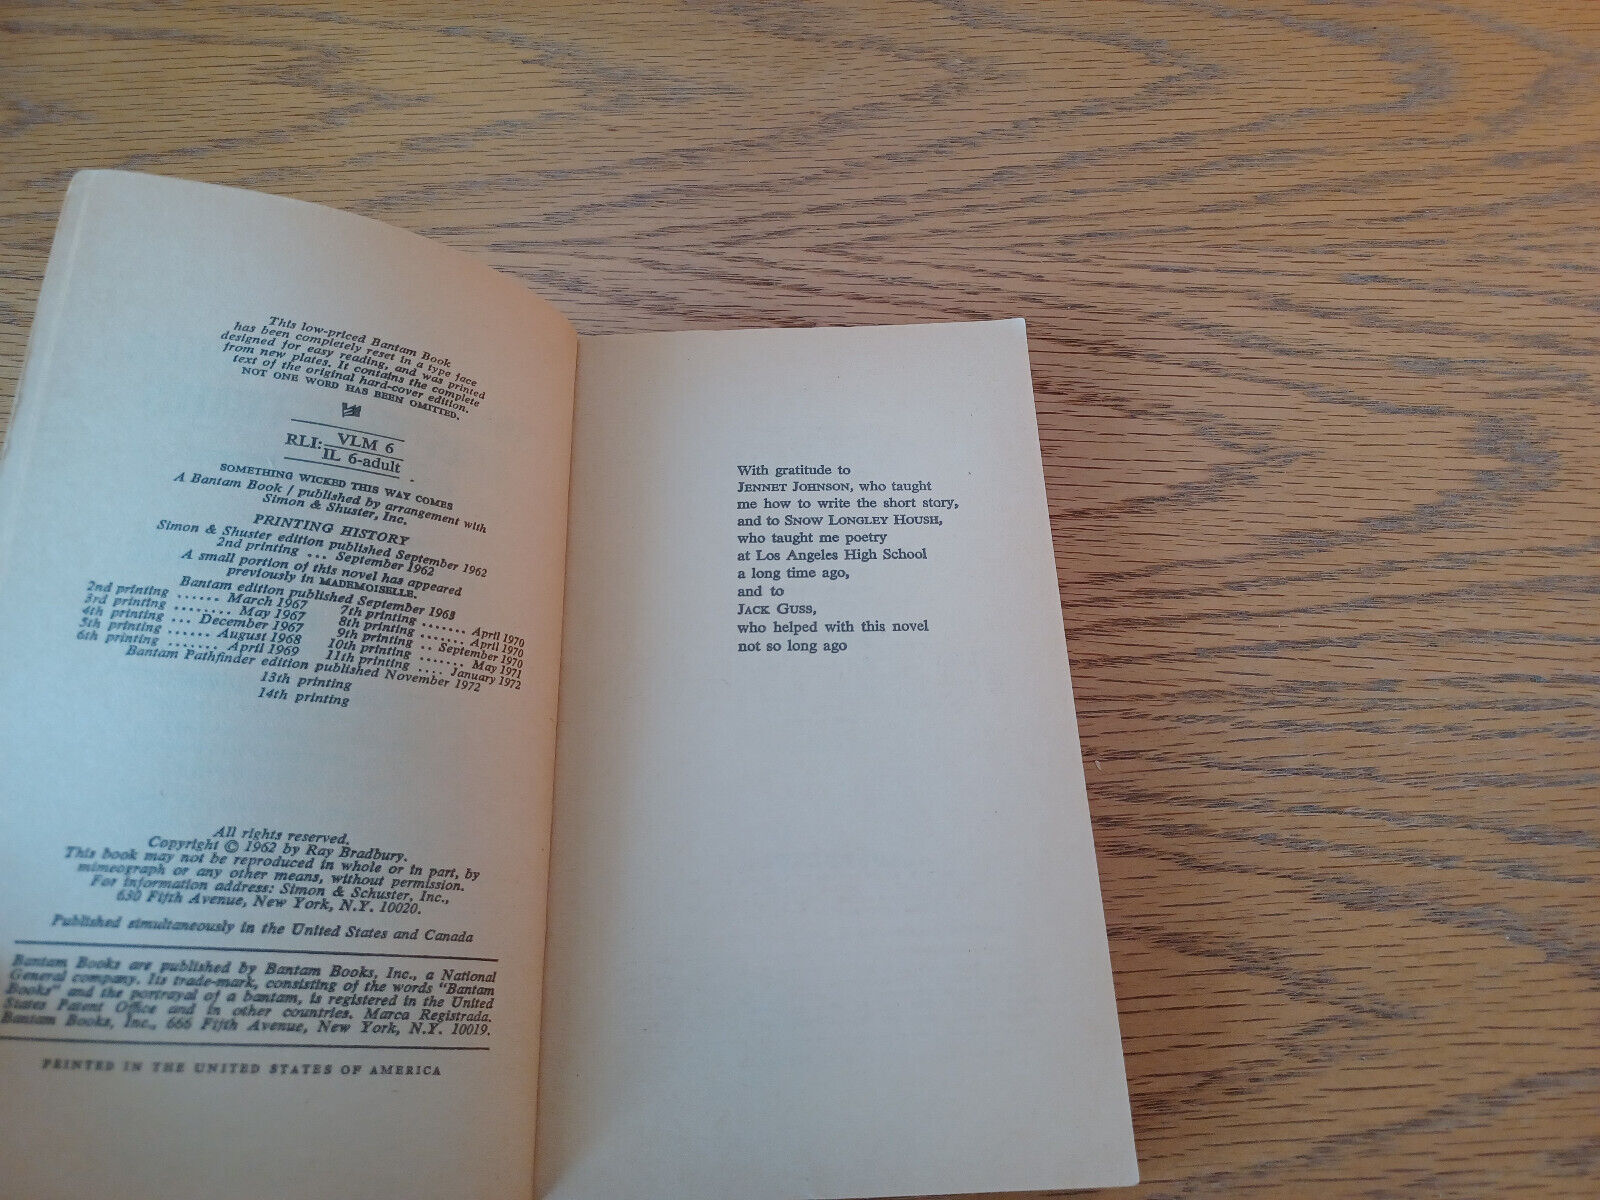 This low-priced Bantam Book
has been completely reset in a type face
designed for easy reading, and was printed
from new plates. It contains the complete
text of the original hard-cover edition.
NOT ONE WORD HAS BEEN OMITTED.
RLI: VLM 6
IL 6-adult
SOMETHING WICKED THIS WAY COMES
A Bantam Book / published by arrangement with
Simon & Shuster, Inc.
PRINTING HISTORY
Simon & Shuster edition published September 1962
2nd printing ... September 1962
A small portion of this novel has appeared
previously in MADEMOISELLE.
Bantam edition published September 1963
2nd printing ...... March 1967
3rd printing ........ May 1967
4th printing ... December 1967
5th printing ...... August 1968
6th printing ........ April 1969
7th printing ....... April 1970
8th printing ....... April 1970
9th printing .. September 1970
10th printing ....... May 1971
11th printing .... January 1972
Bantam Pathfinder edition published November 1972
13th printing
14th printing
All rights reserved.
Copyright © 1962 by Ray Bradbury.
This book may not be reproduced in whole or in part, by
mimeograph or any other means, without permission.
For information address: Simon & Schuster, Inc.,
630 Fifth Avenue, New York, N.Y. 10020.
Published simultaneously in the United States and Canada
Bantam Books are published by Bantam Books, Inc., a National
General company. Its trade-mark, consisting of the words "Bantam
Books" and the portrayal of a bantam, is registered in the United
States Patent Office and in other countries. Marca Registrada.
Bantam Books, Inc., 666 Fifth Avenue, New York, N.Y. 10019.
PRINTED IN THE UNITED STATES OF AMERICA
With gratitude to
JENNET JOHNSON, who taught
me how to write the short story,
and to SNOW LONGLEY HOUSH,
who taught me poetry
at Los Angeles High School
a long time ago,
and to
JACK GUSS,
who helped with this novel
not so long ago